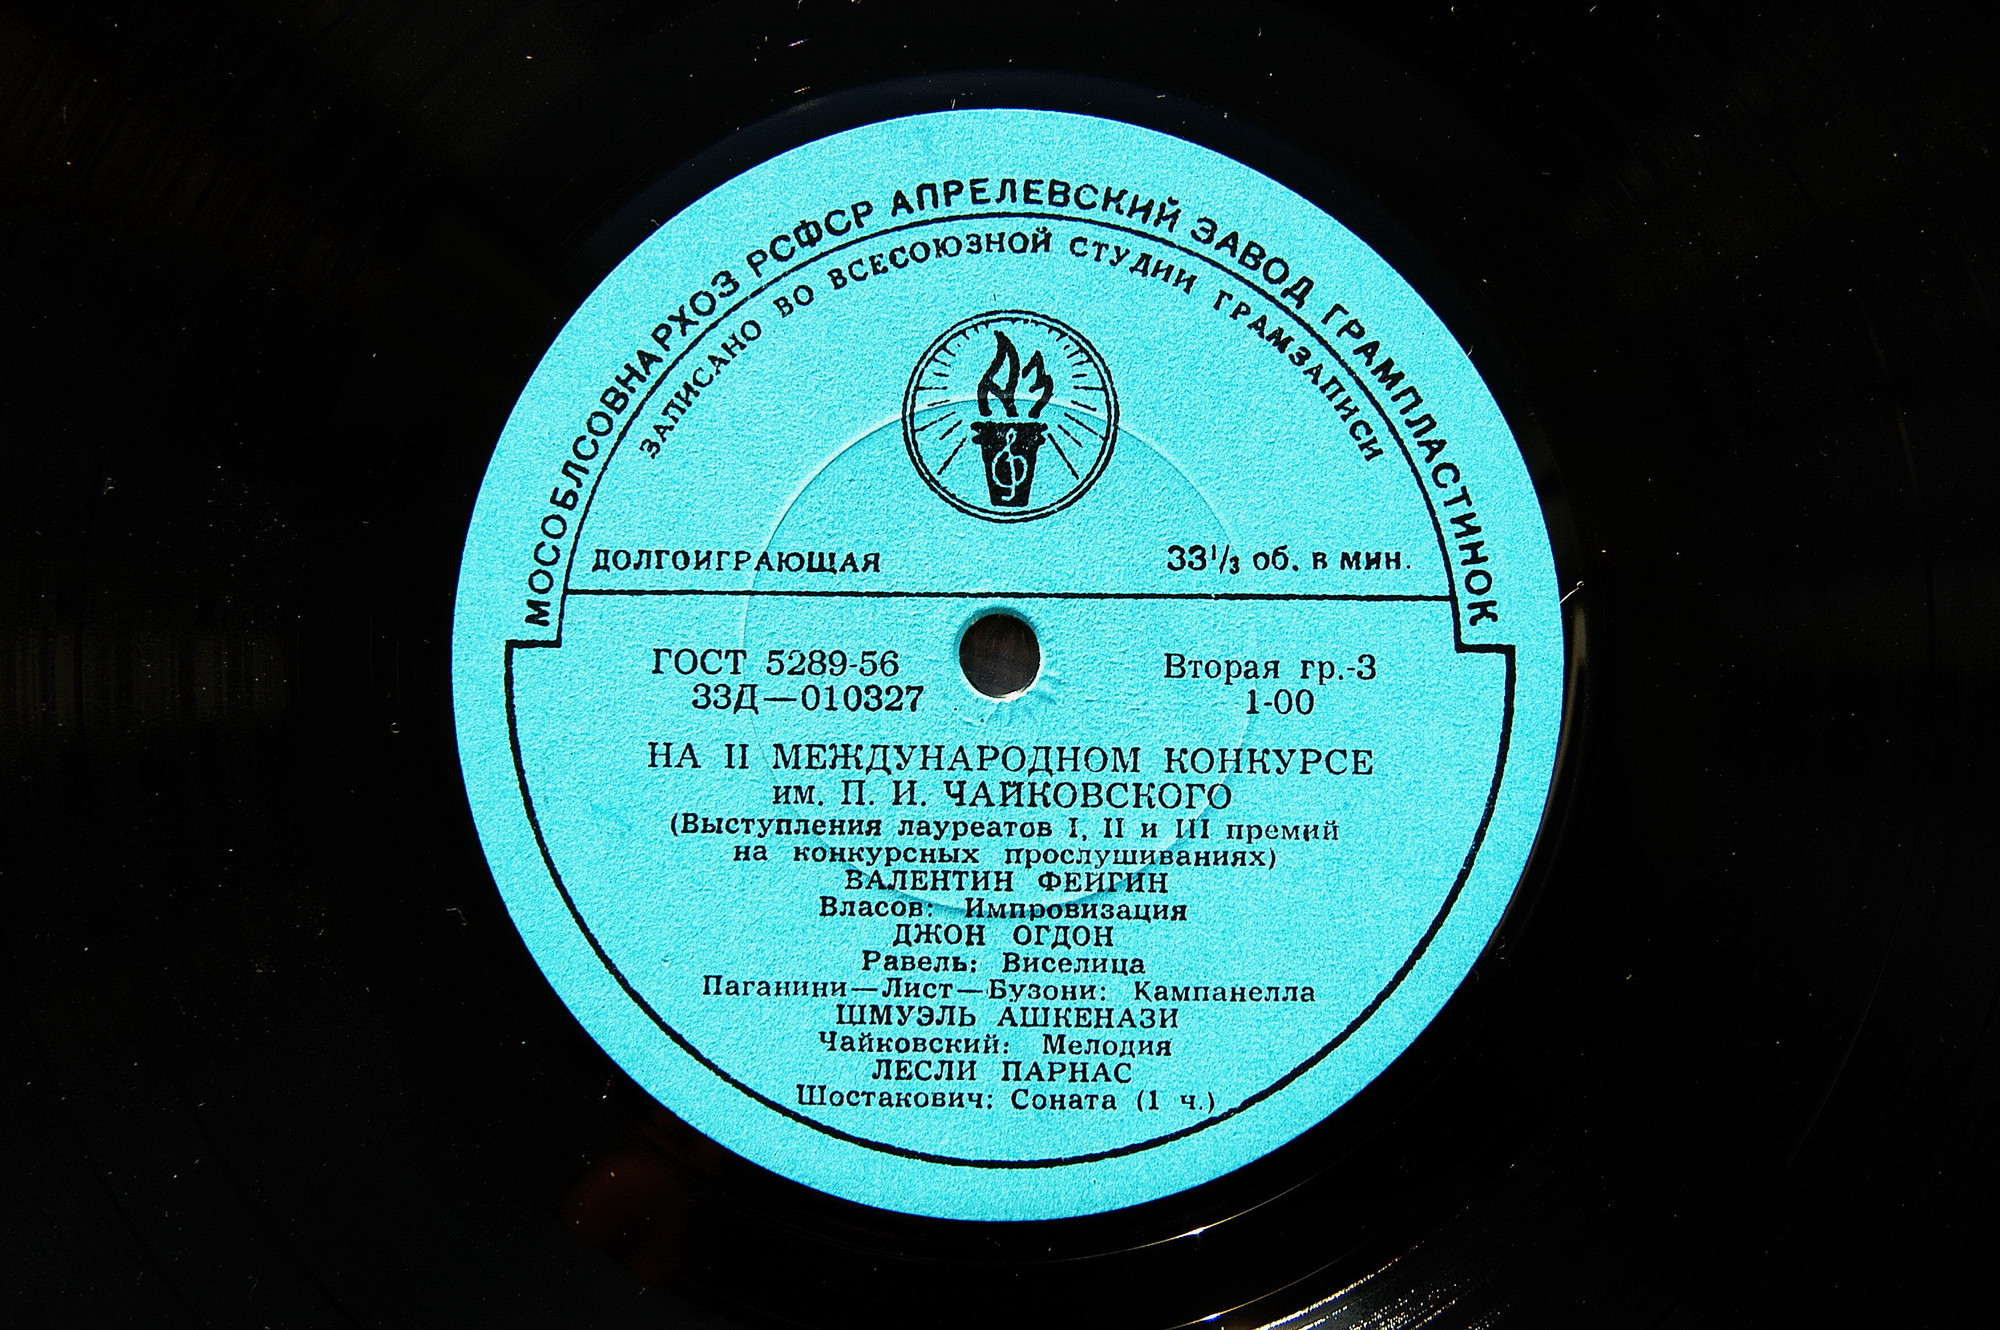 МОСОБЛСОВНАРХОЗ РСФСР АПРЕЛЕВСКИЙ ЗАВОД ГРАМПЛАСТИНОК
ЗАПИСАНО ВО ВСЕСОЮЗНОЙ СТУДИИ ГРАМЗАПИСИ
ДОЛГОИГРАЮЩАЯ 33⅓ об. в мин.
ГОСТ 5289-56 Вторая гр.-3
33Д—010327 1-00
НА II МЕЖДУНАРОДНОМ КОНКУРСЕ
им. П. И. ЧАЙКОВСКОГО
(Выступления лауреатов I, II и III премий
на конкурсных прослушиваниях)
ВАЛЕНТИН ФЕЙГИН
Власов: Импровизация
ДЖОН ОГДОН
Равель: Виселица
Паганини—Лист—Бузони: Кампанелла
ШМУЭЛЬ АШКЕНАЗИ
Чайковский: Мелодия
ЛЕСЛИ ПАРНАС
Шостакович: Соната (1 ч.)